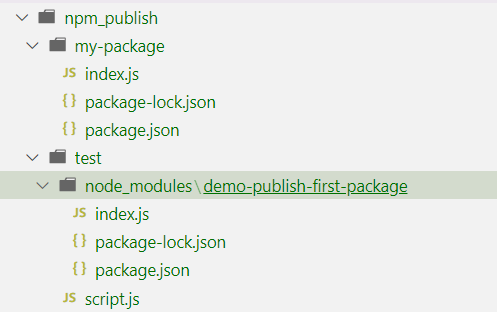 npm_publish
my-package
JS index.js
{} package-lock.json
{} package.json
test
node_modules\demo-publish-first-package
JS index.js
{} package-lock.json
{} package.json
JS script.js